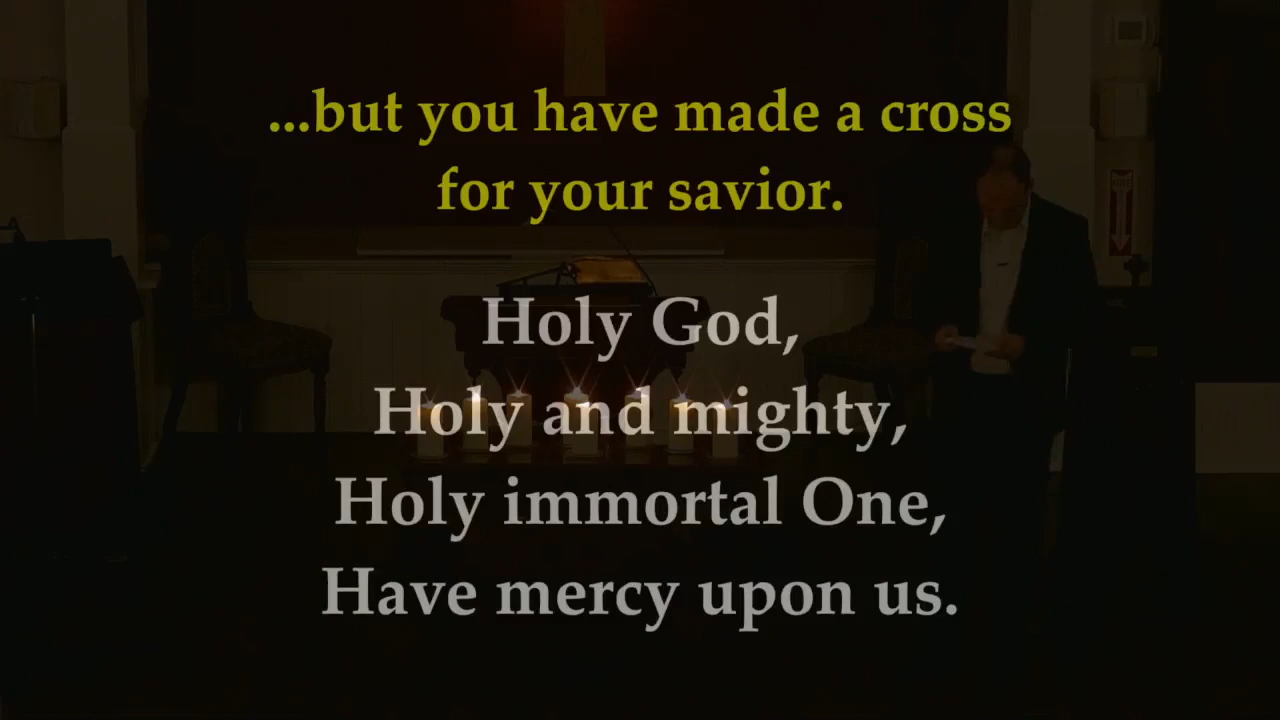 ...but you have made a cross
for your savior.
Holy God,
Holy and mighty,
Holy immortal One,
Have mercy upon us.